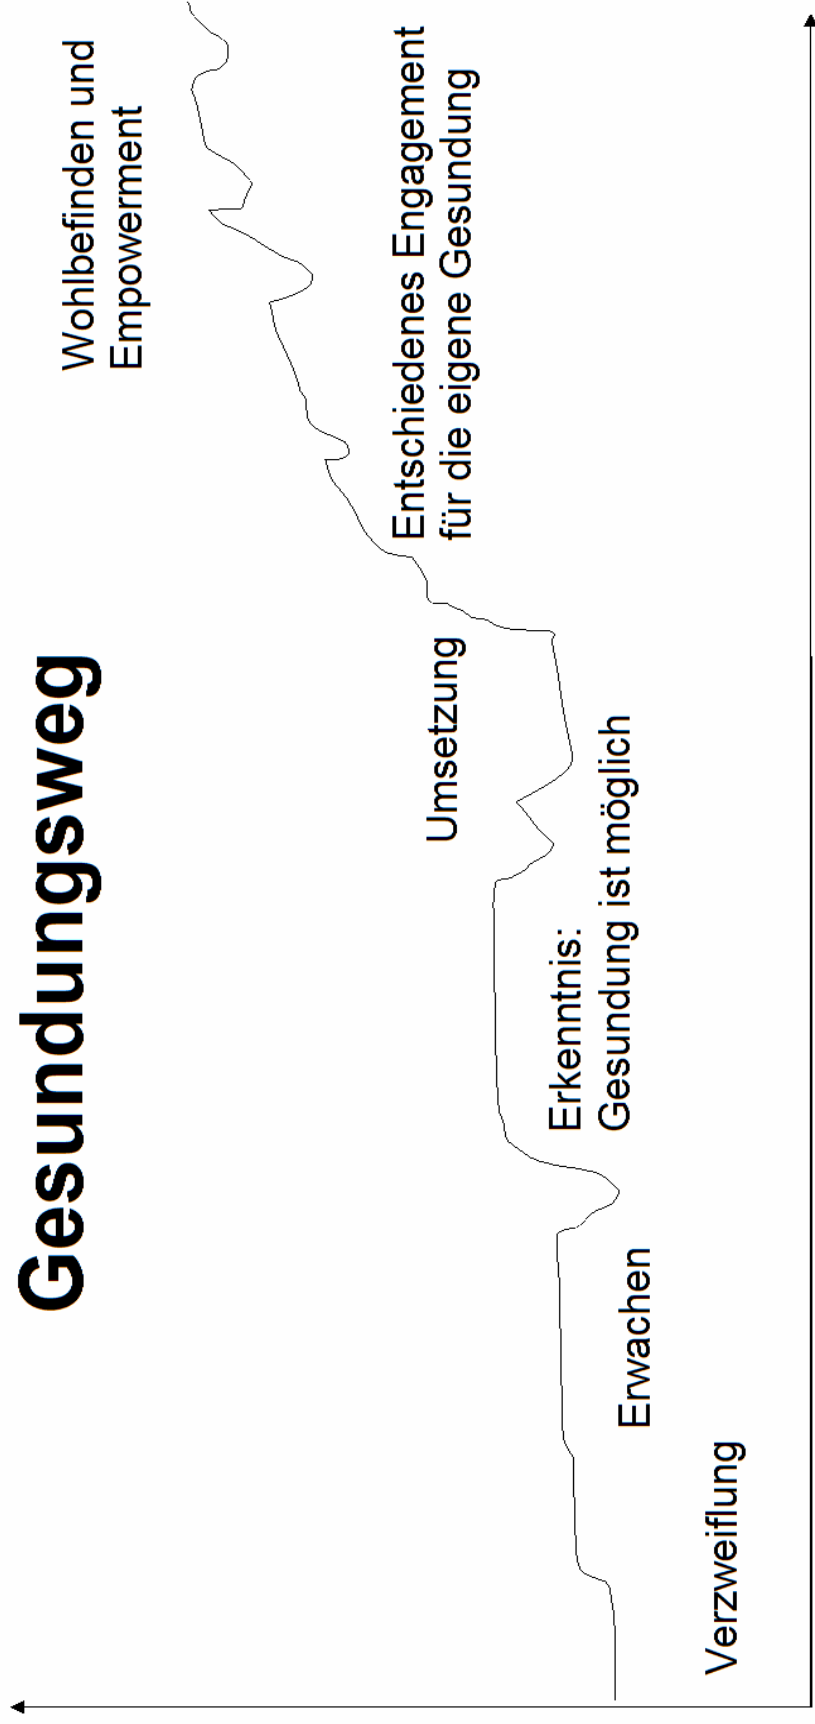 Gesundungsweg
Verzweiflung
Erwachen
Erkenntnis:
Gesundung ist möglich
Umsetzung
Entschiedenes Engagement
für die eigene Gesundung
Wohlbefinden und
Empowerment